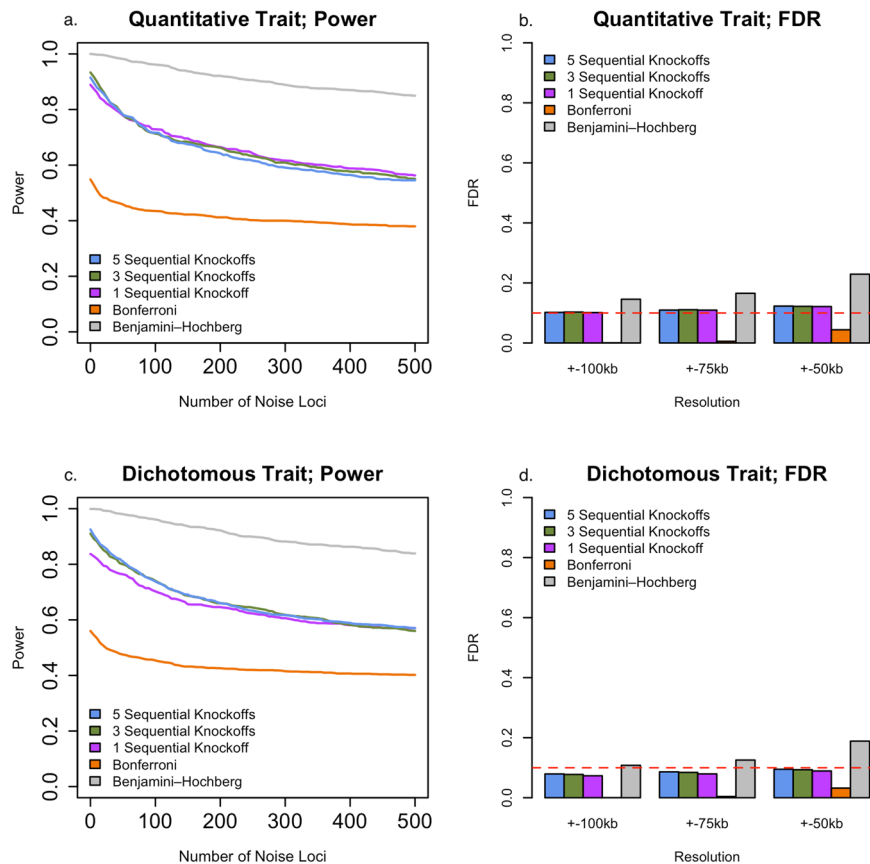 a.
Quantitative Trait; Power
Power
0.0
0.2
0.4
0.6
0.8
1.0
5 Sequential Knockoffs
3 Sequential Knockoffs
1 Sequential Knockoff
Bonferroni
Benjamini–Hochberg
0 100 200 300 400 500
Number of Noise Loci
b.
Quantitative Trait; FDR
FDR
0.0
0.2
0.4
0.6
0.8
1.0
5 Sequential Knockoffs
3 Sequential Knockoffs
1 Sequential Knockoff
Bonferroni
Benjamini–Hochberg
+-100kb +-75kb +-50kb
Resolution
c.
Dichotomous Trait; Power
Power
0.0
0.2
0.4
0.6
0.8
1.0
5 Sequential Knockoffs
3 Sequential Knockoffs
1 Sequential Knockoff
Bonferroni
Benjamini–Hochberg
0 100 200 300 400 500
Number of Noise Loci
d.
Dichotomous Trait; FDR
FDR
0.0
0.2
0.4
0.6
0.8
1.0
5 Sequential Knockoffs
3 Sequential Knockoffs
1 Sequential Knockoff
Bonferroni
Benjamini–Hochberg
+-100kb +-75kb +-50kb
Resolution